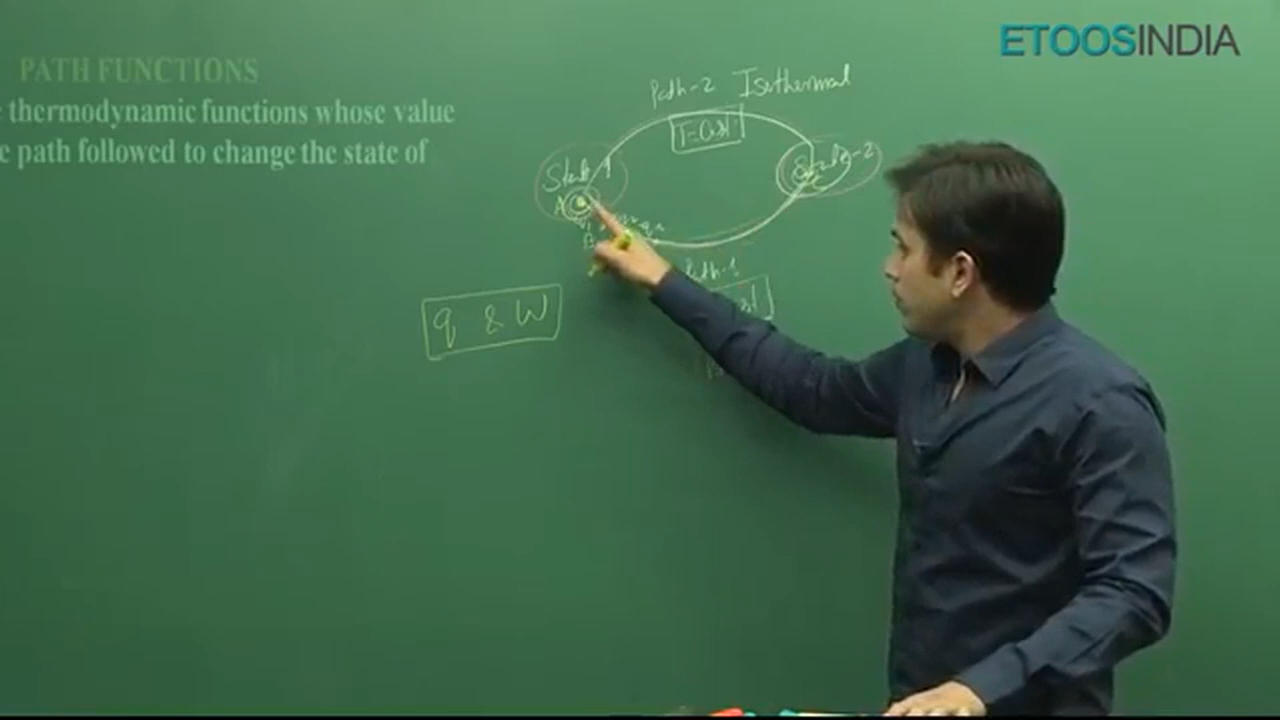 ETOOSINDIA
PATH FUNCTIONS
thermodynamic functions whose value
path followed to change the state of
Path-2 Isothermal
T=Const
State-1
State-2
A
Path-1
q & W